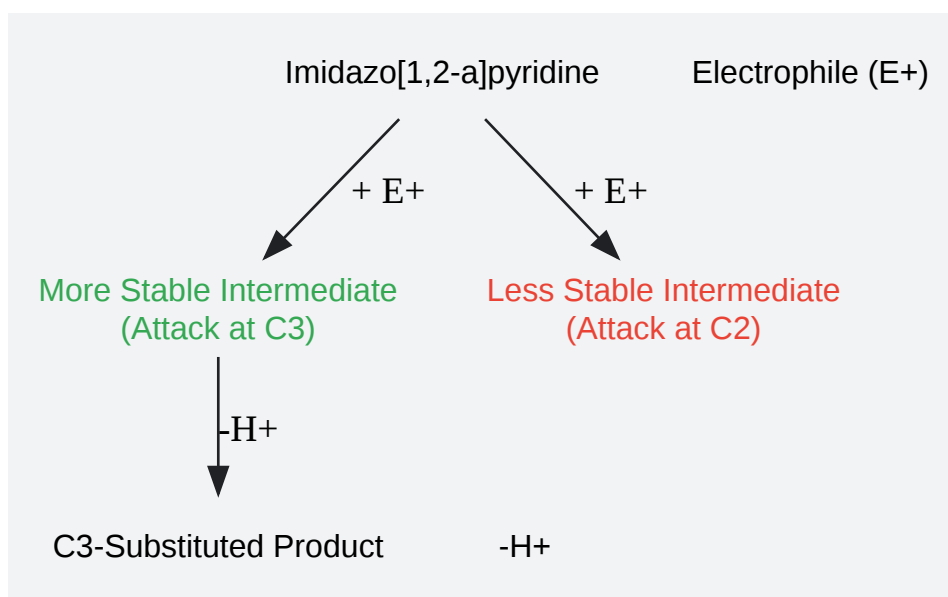 Imidazo[1,2-a]pyridine
Electrophile (E+)
+ E+
+ E+
More Stable Intermediate
(Attack at C3)
Less Stable Intermediate
(Attack at C2)
-H+
C3-Substituted Product
-H+